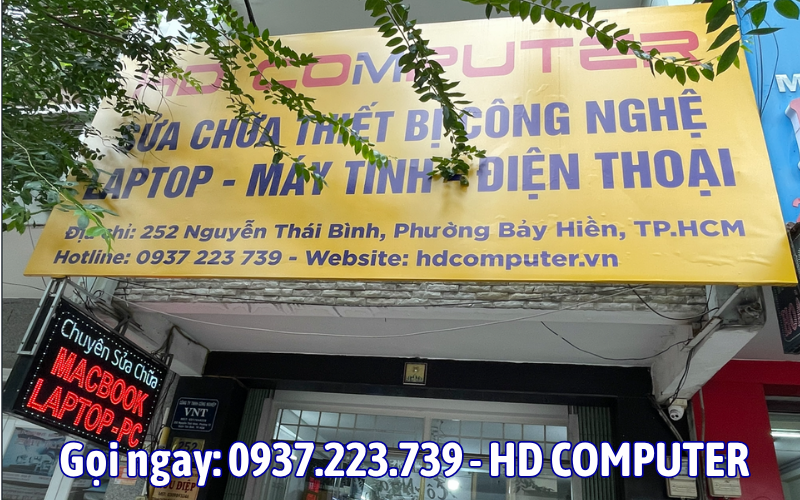 HD COMPUTER
SỬA CHỮA THIẾT BỊ CÔNG NGHỆ
LAPTOP - MÁY TÍNH - ĐIỆN THOẠI
Địa chỉ: 252 Nguyễn Thái Bình, Phường Bảy Hiền, TP.HCM
Hotline: 0937 223 739 - Website: hdcomputer.vn
Chuyên Sửa Chữa
MACBOOK
LAPTOP-PC
VNT
252
Gọi ngay: 0937.223.739 - HD COMPUTER